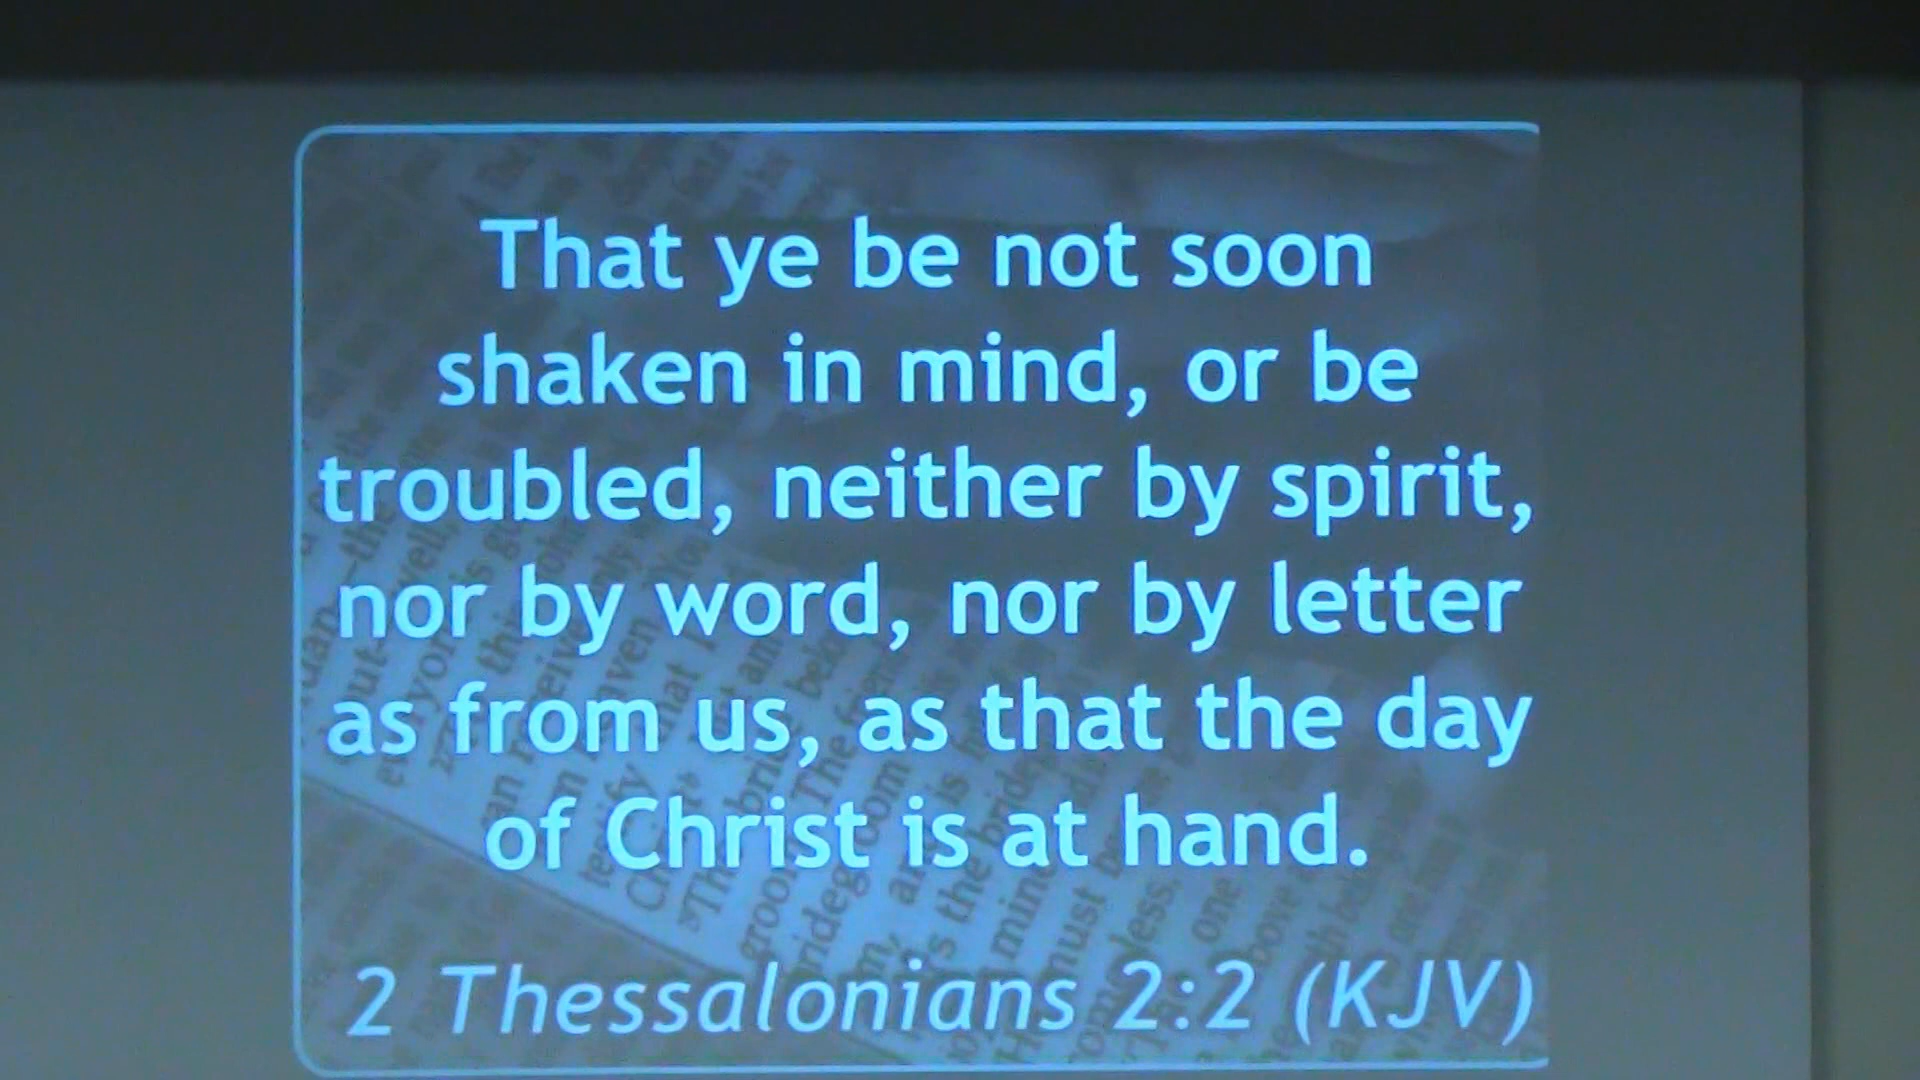 That ye be not soon
shaken in mind, or be
troubled, neither by spirit,
nor by word, nor by letter
as from us, as that the day
of Christ is at hand.
2 Thessalonians 2:2 (KJV)